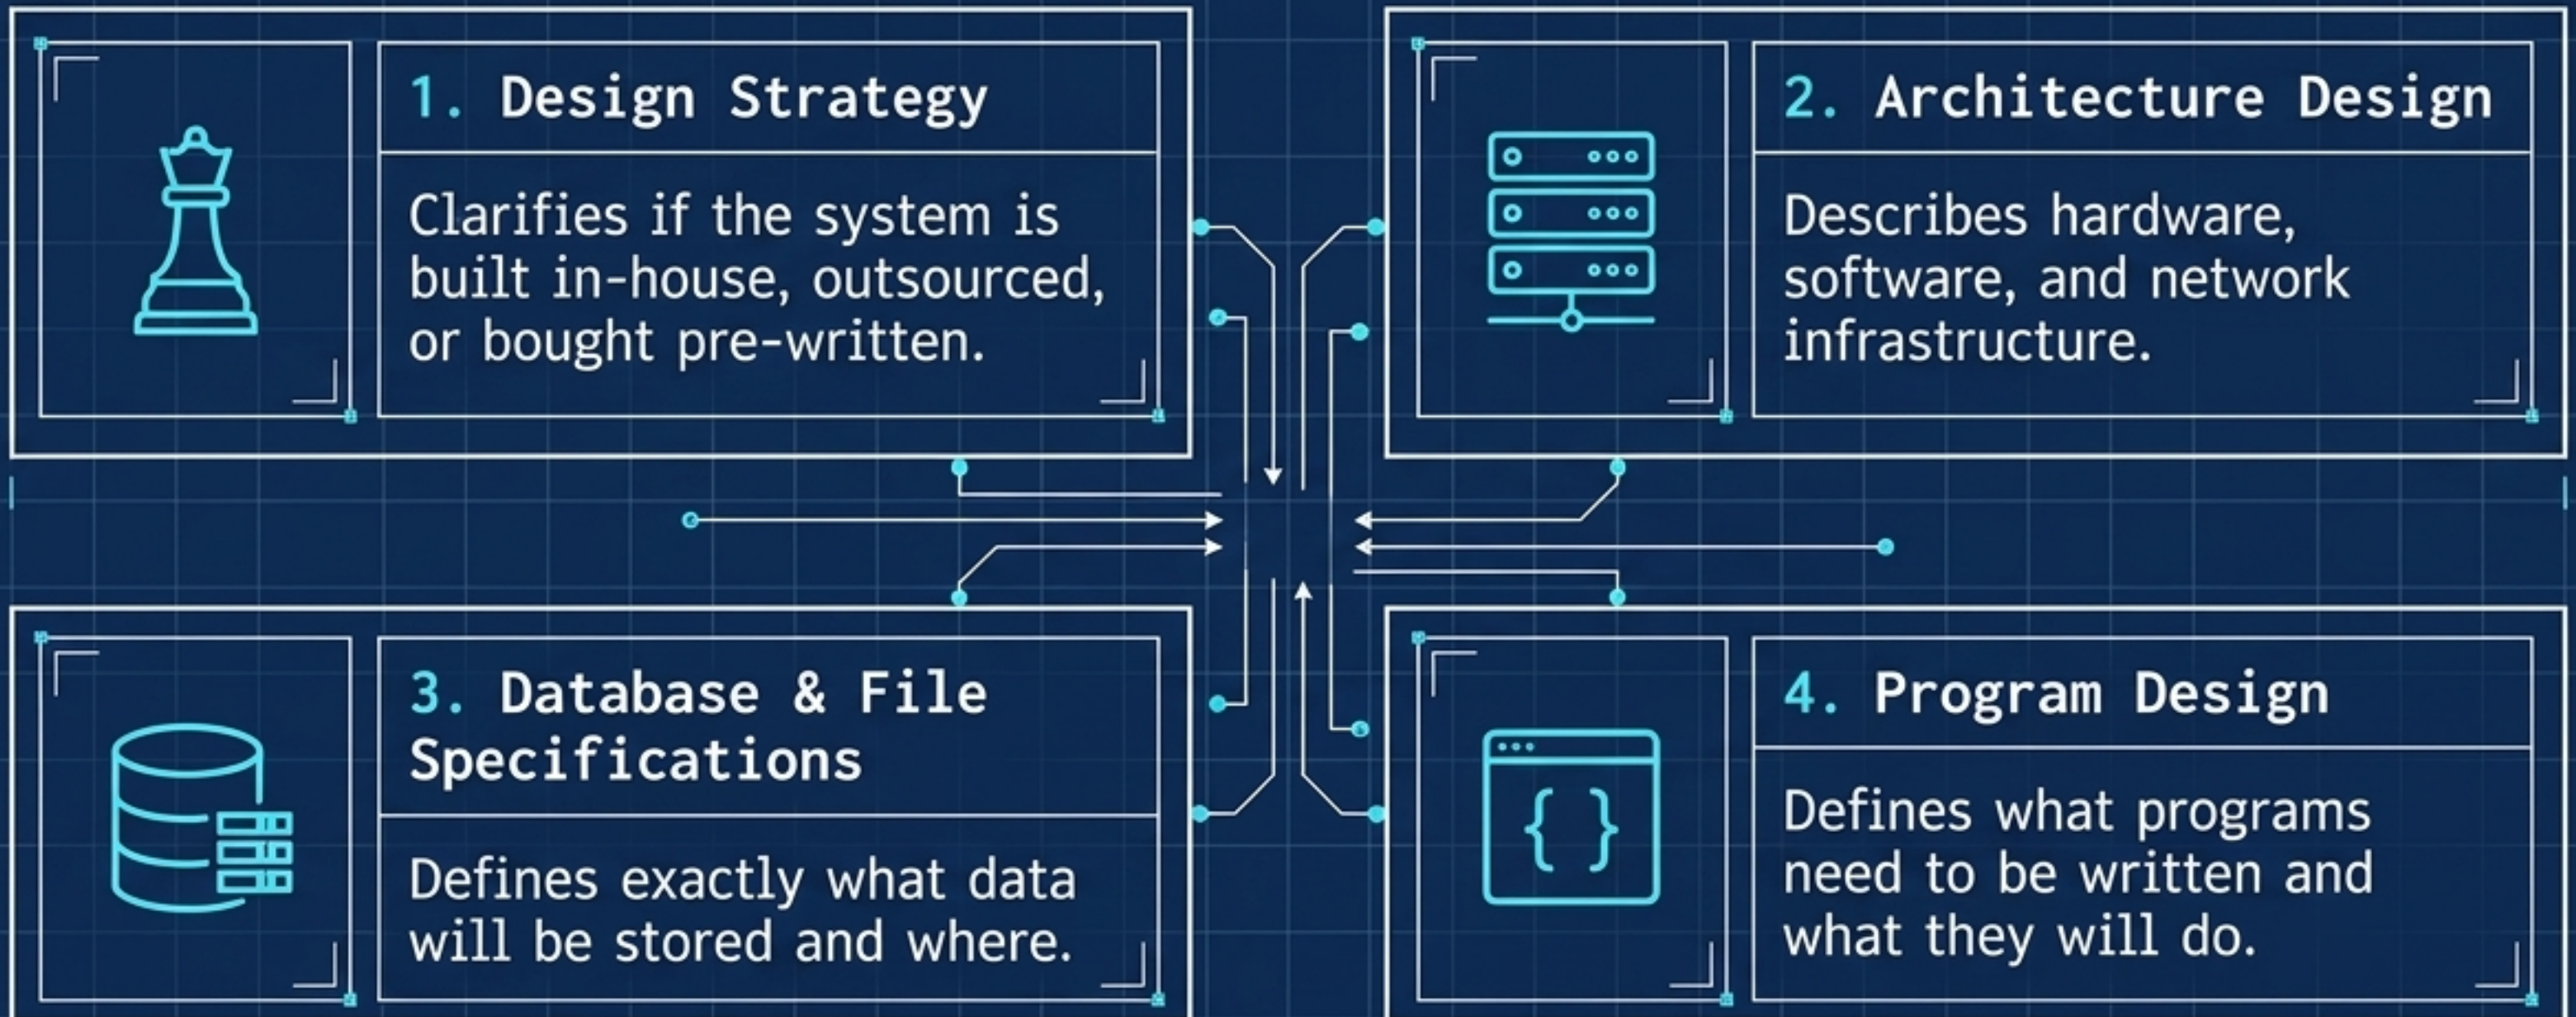 1. Design Strategy
Clarifies if the system is
built in-house, outsourced,
or bought pre-written.
2. Architecture Design
Describes hardware,
software, and network
infrastructure.
3. Database & File
Specifications
Defines exactly what data
will be stored and where.
4. Program Design
Defines what programs
need to be written and
what they will do.